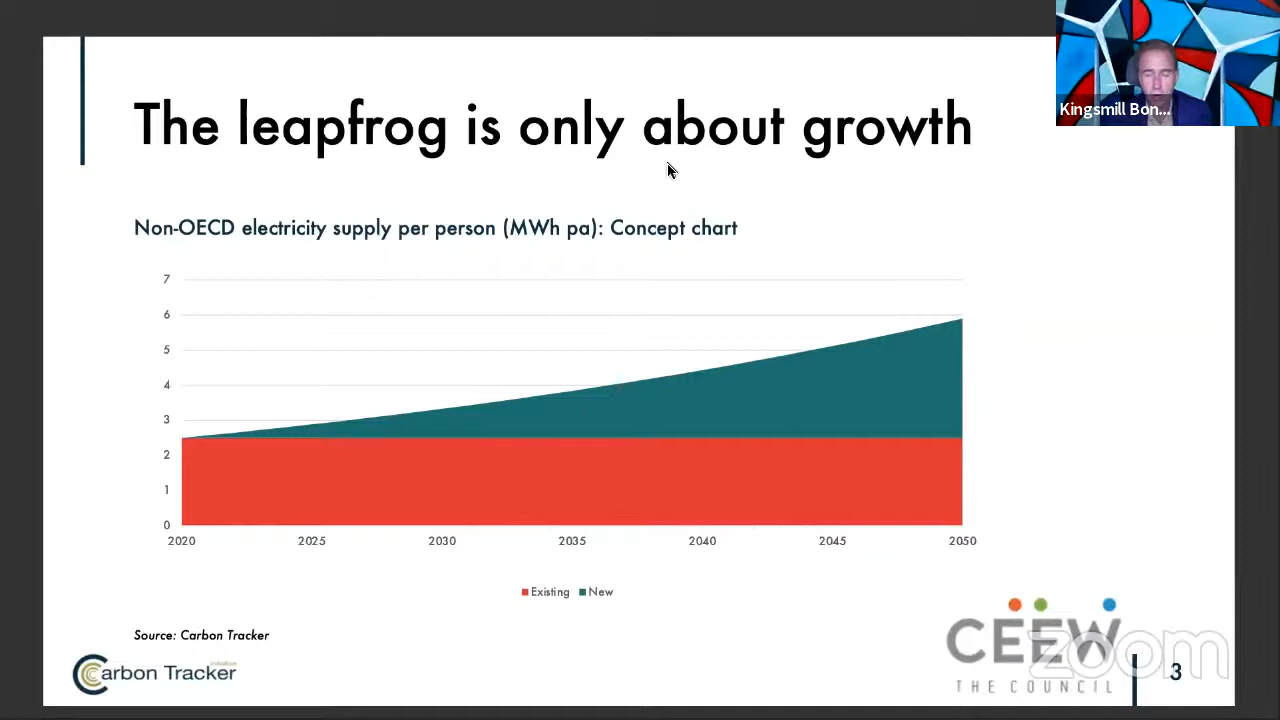 The leapfrog is only about growth
Kingsmill Bon...
Non-OECD electricity supply per person (MWh pa): Concept chart
7
6
5
4
3
2
1
0
2020 2025 2030 2035 2040 2045 2050
Existing New
Source: Carbon Tracker
Carbon Tracker
Initiative
CEEW
THE COUNCIL
zoom
3